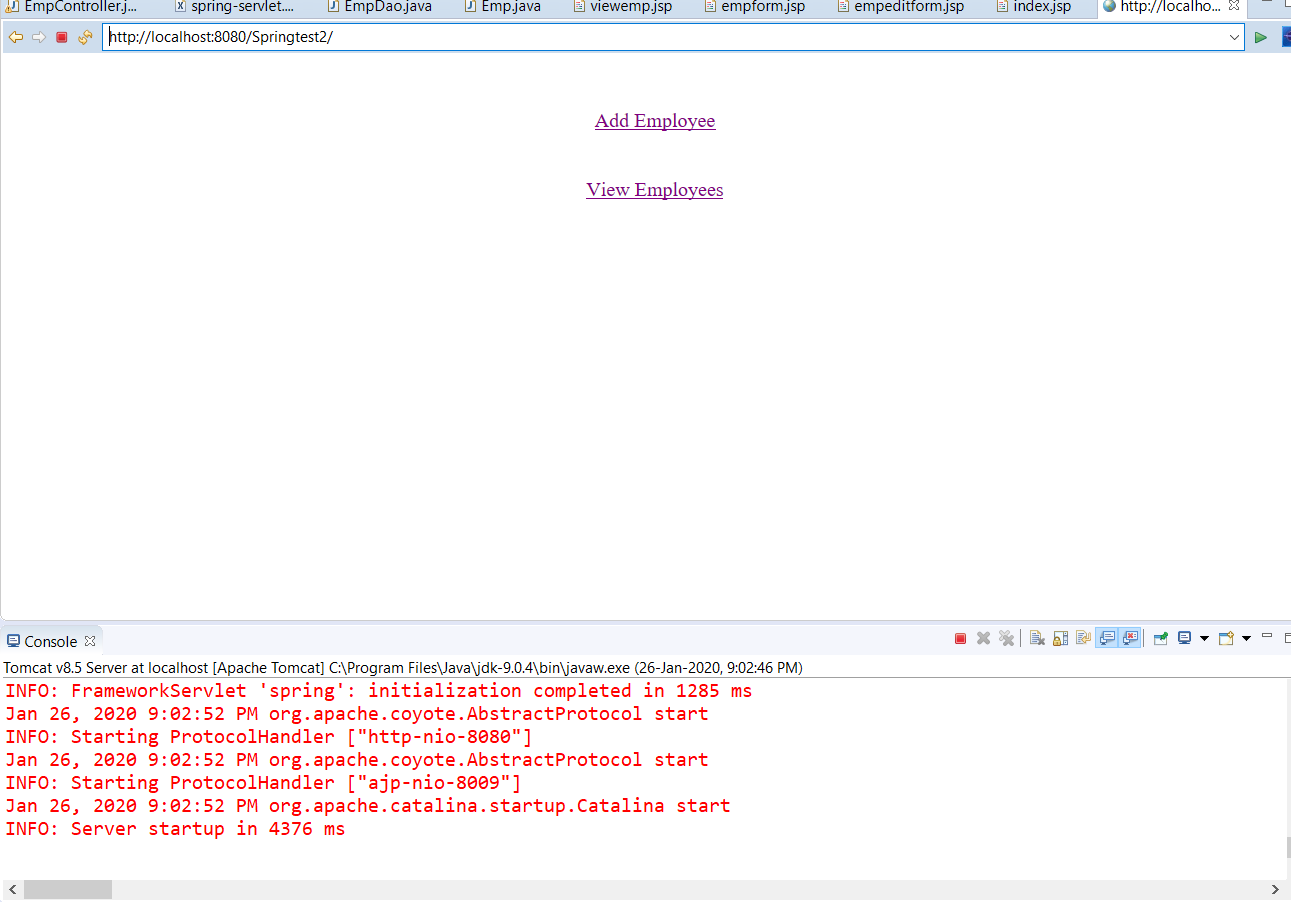 EmpController.j... spring-servlet.... EmpDao.java Emp.java viewemp.jsp empform.jsp empeditform.jsp index.jsp http://localho...
http://localhost:8080/Springtest2/
Add Employee
View Employees
Console
Tomcat v8.5 Server at localhost [Apache Tomcat] C:\Program Files\Java\jdk-9.0.4\bin\javaw.exe (26-Jan-2020, 9:02:46 PM)
INFO: FrameworkServlet 'spring': initialization completed in 1285 ms
Jan 26, 2020 9:02:52 PM org.apache.coyote.AbstractProtocol start
INFO: Starting ProtocolHandler ["http-nio-8080"]
Jan 26, 2020 9:02:52 PM org.apache.coyote.AbstractProtocol start
INFO: Starting ProtocolHandler ["ajp-nio-8009"]
Jan 26, 2020 9:02:52 PM org.apache.catalina.startup.Catalina start
INFO: Server startup in 4376 ms